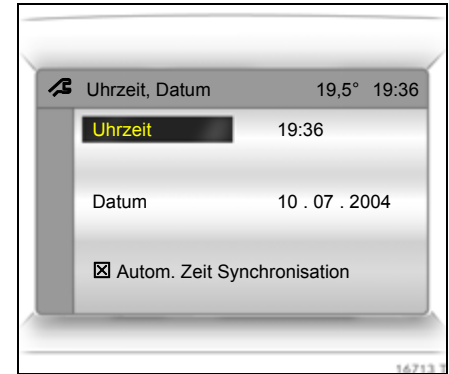 Uhrzeit, Datum 19,5° 19:36
Uhrzeit 19:36
Datum 10 . 07 . 2004
Autom. Zeit Synchronisation
16713 T